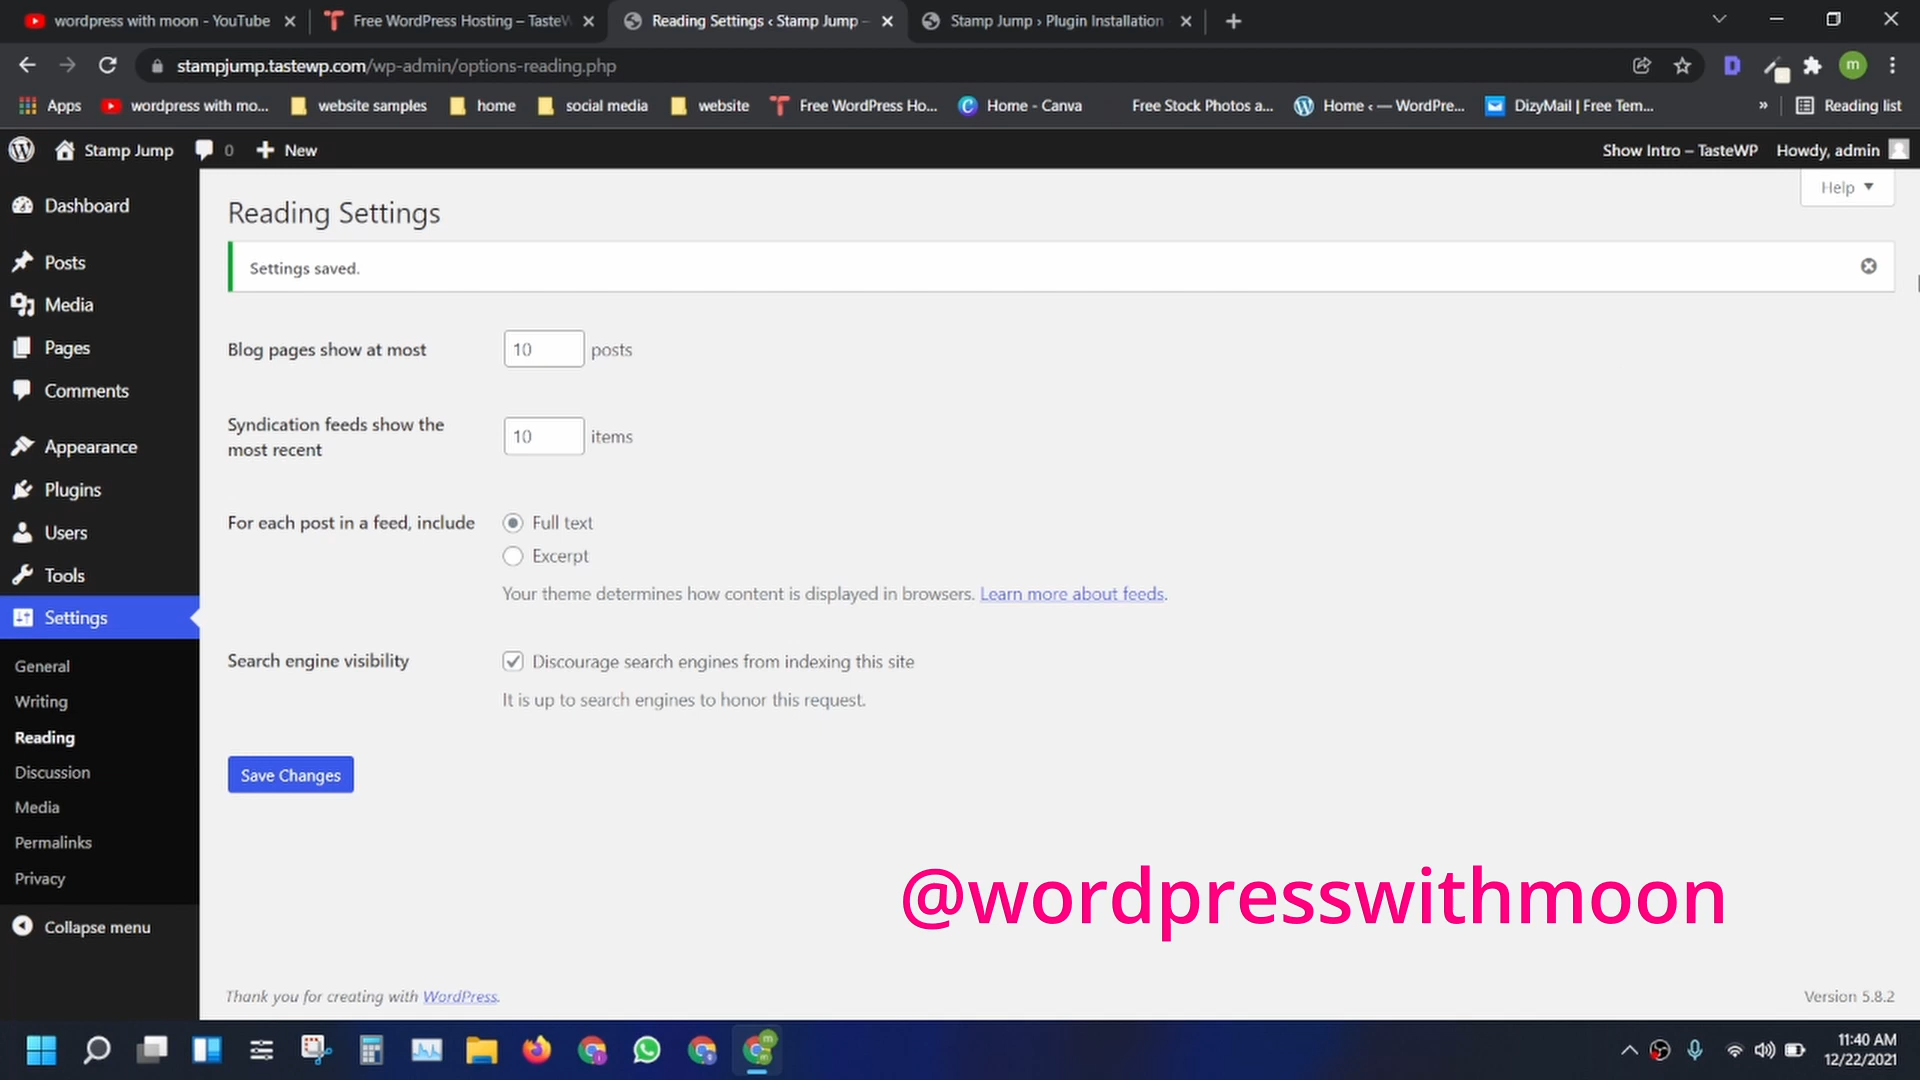 wordpress with moon - YouTube
Free WordPress Hosting – TasteW
Reading Settings ‹ Stamp Jump –
Stamp Jump › Plugin Installation
stampjump.tastewp.com/wp-admin/options-reading.php
m
Apps
wordpress with mo...
website samples
home
social media
website
Free WordPress Ho...
Home - Canva
Free Stock Photos a...
Home ‹ — WordPre...
DizyMail | Free Tem...
»
Reading list
Stamp Jump
0
New
Show Intro – TasteWP
Howdy, admin
Help
Dashboard
Posts
Media
Pages
Comments
Appearance
Plugins
Users
Tools
Settings
General
Writing
Reading
Discussion
Media
Permalinks
Privacy
Collapse menu
Reading Settings
Settings saved.
Blog pages show at most
10 posts
Syndication feeds show the
most recent
10 items
For each post in a feed, include
Full text
Excerpt
Your theme determines how content is displayed in browsers. Learn more about feeds.
Search engine visibility
Discourage search engines from indexing this site
It is up to search engines to honor this request.
Save Changes
@wordpresswithmoon
Thank you for creating with WordPress.
Version 5.8.2
11:40 AM
12/22/2021